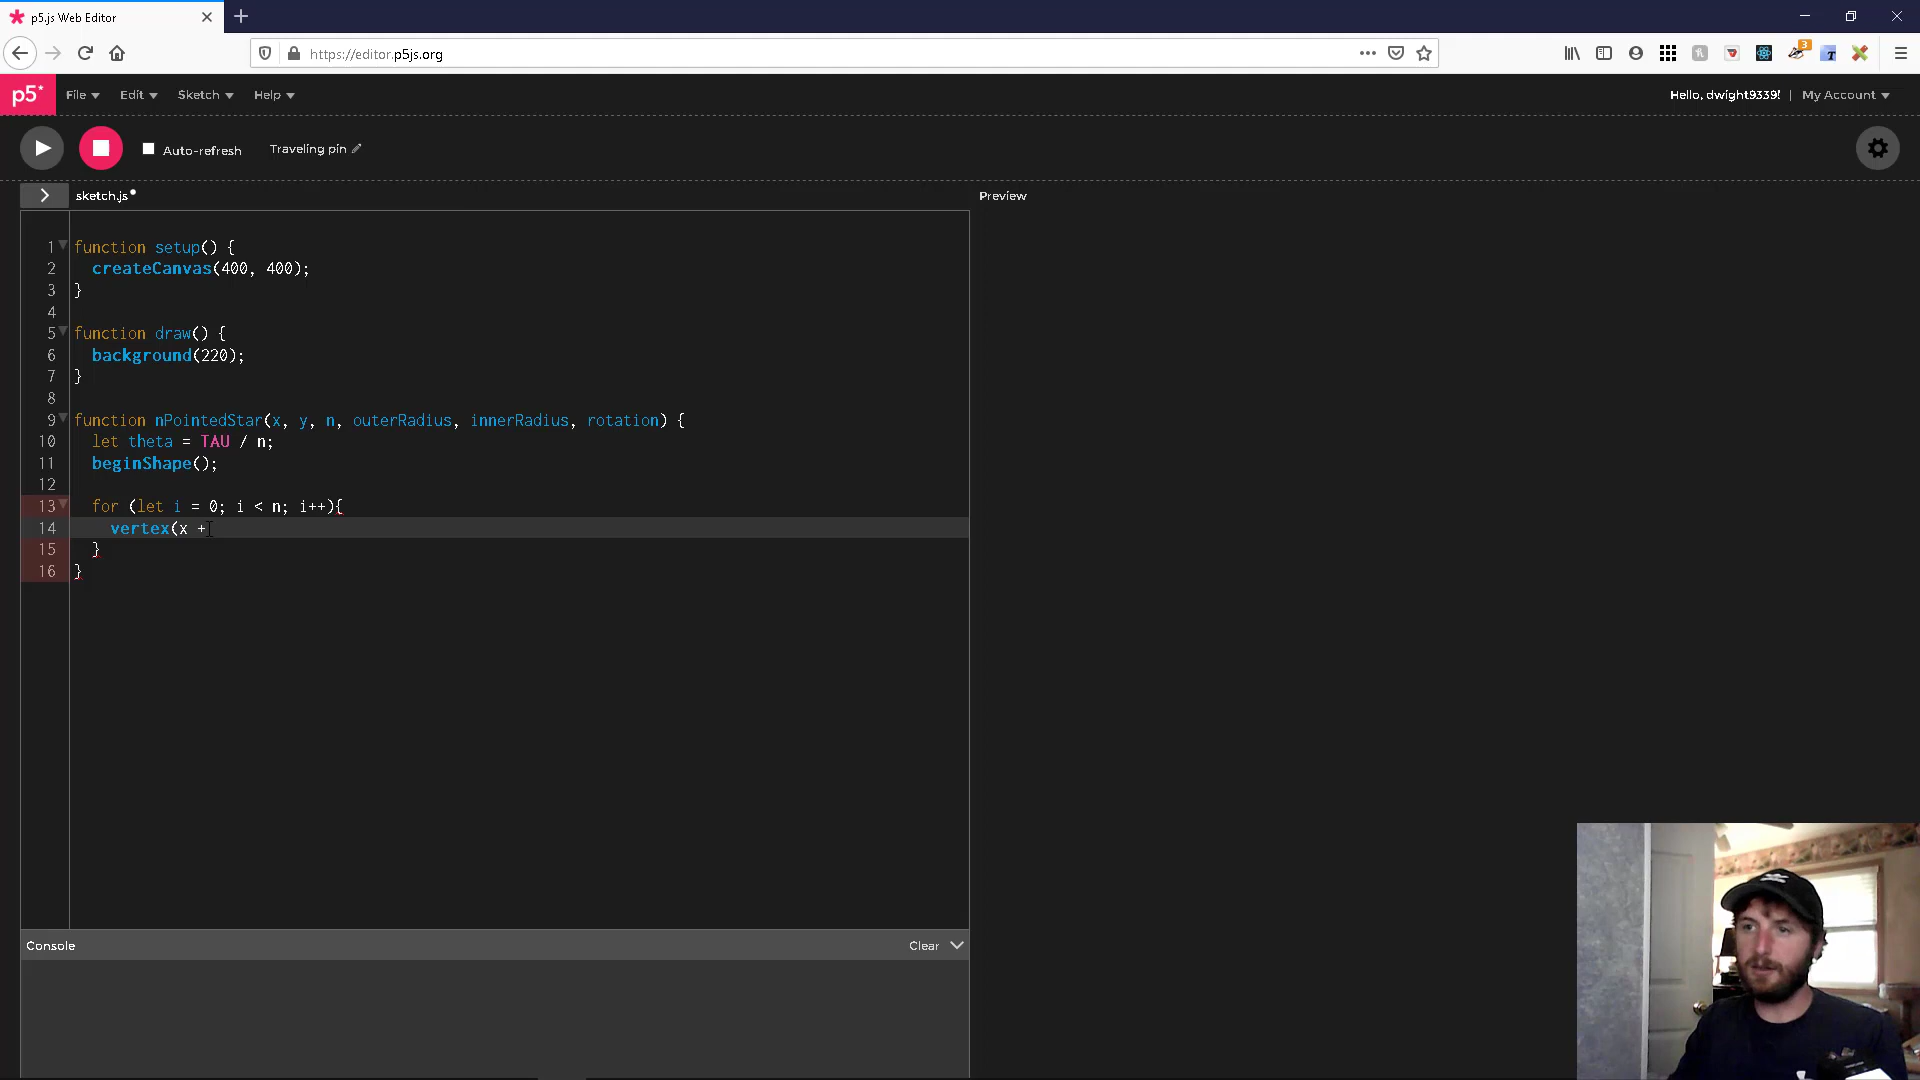 p5.js Web Editor
https://editor.p5js.org
3
T
p5*
File
Edit
Sketch
Help
Hello, dwight9339!
|
My Account
Auto-refresh
Traveling pin
sketch.js
Preview
1 function setup() {
2 createCanvas(400, 400);
3 }
4
5 function draw() {
6 background(220);
7 }
8
9 function nPointedStar(x, y, n, outerRadius, innerRadius, rotation) {
10 let theta = TAU / n;
11 beginShape();
12
13 for (let i = 0; i < n; i++){
14 vertex(x +
15 }
16 }
Console
Clear